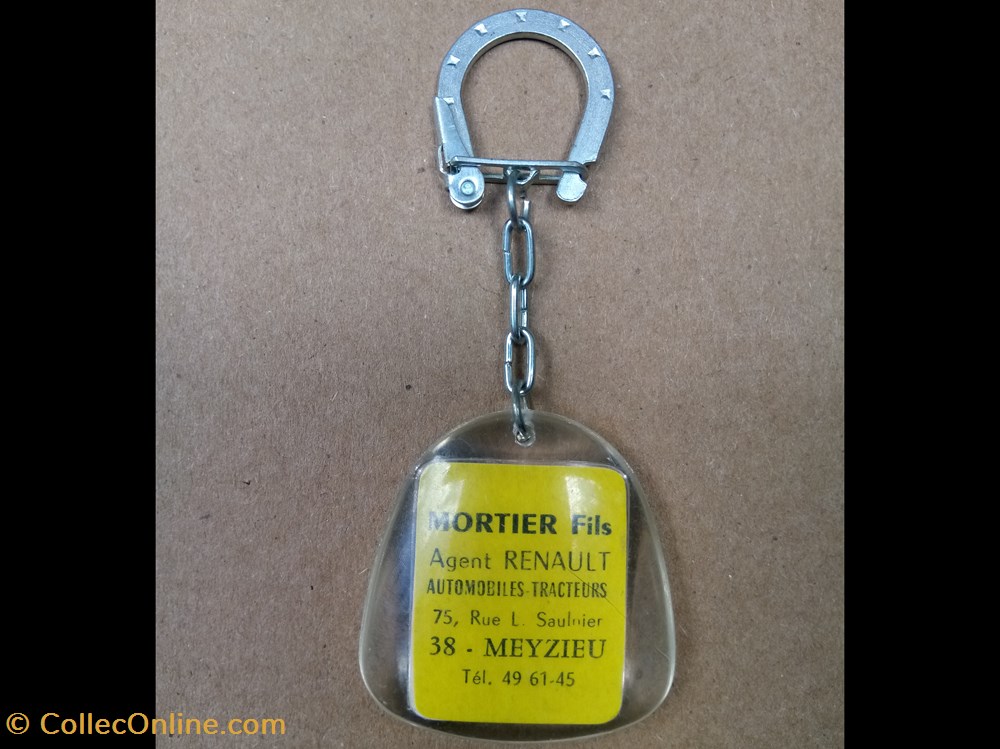 MORTIER Fils
Agent RENAULT
AUTOMOBILES-TRACTEURS
75, Rue L. Saulnier
38 - MEYZIEU
Tél. 49 61-45
© CollecOnline.com